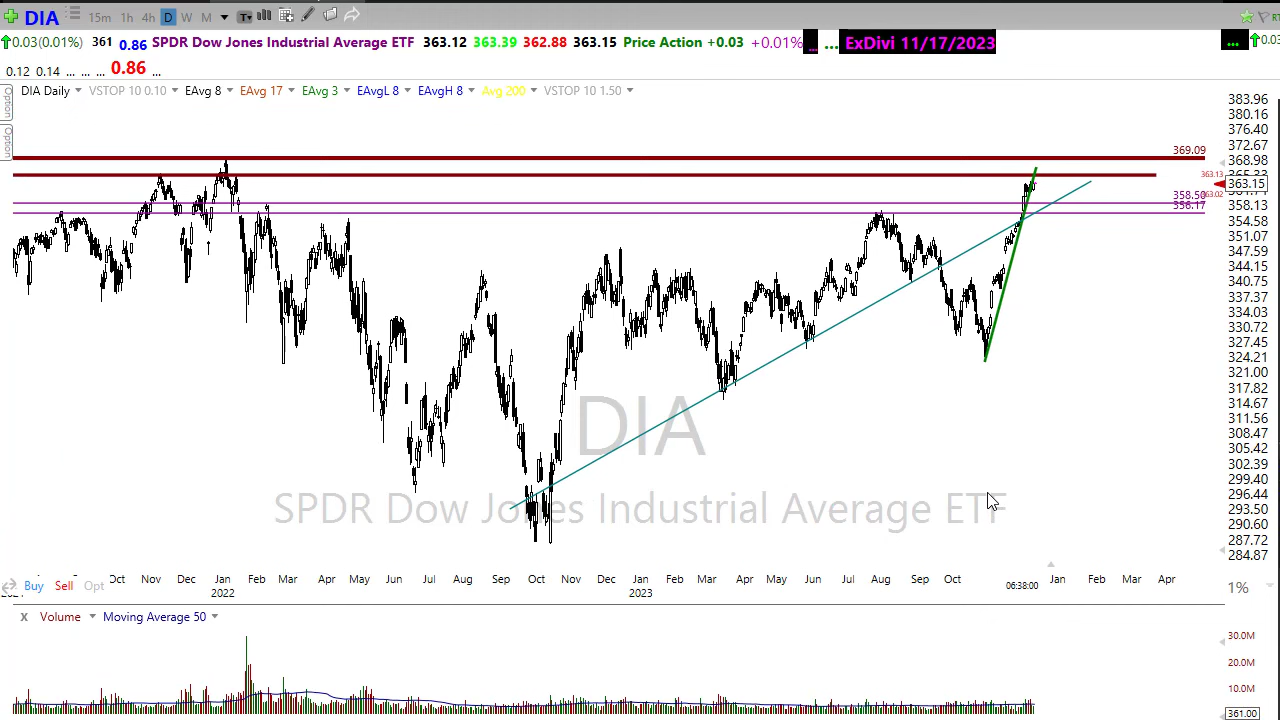 DIA 15m 1h 4h D W M T
0.03(0.01%) 361 0.86 SPDR Dow Jones Industrial Average ETF 363.12 363.39 362.88 363.15 Price Action +0.03 +0.01% ... ... ExDivi 11/17/2023 ... 0.03
0.12 0.14 ... ... ... 0.86 ...
Option
Option
DIA Daily VSTOP 10 0.10 EAvg 8 EAvg 17 EAvg 3 EAvgL 8 EAvgH 8 Avg 200 VSTOP 10 1.50
383.96
380.16
376.40
372.67
369.09
368.98
363.13
363.15
358.50
363.02
358.13
356.17
354.58
351.07
347.59
344.15
340.75
337.37
334.03
330.72
327.45
324.21
321.00
317.82
314.67
311.56
308.47
305.42
302.39
299.40
296.44
293.50
290.60
287.72
284.87
DIA
SPDR Dow Jones Industrial Average ETF
Buy Sell Opt
Oct Nov Dec Jan Feb Mar Apr May Jun Jul Aug Sep Oct Nov Dec Jan Feb Mar Apr May Jun Jul Aug Sep Oct 06:38:00 Jan Feb Mar Apr
2022 2023
1%
X Volume Moving Average 50
30.0M
20.0M
10.0M
361.00